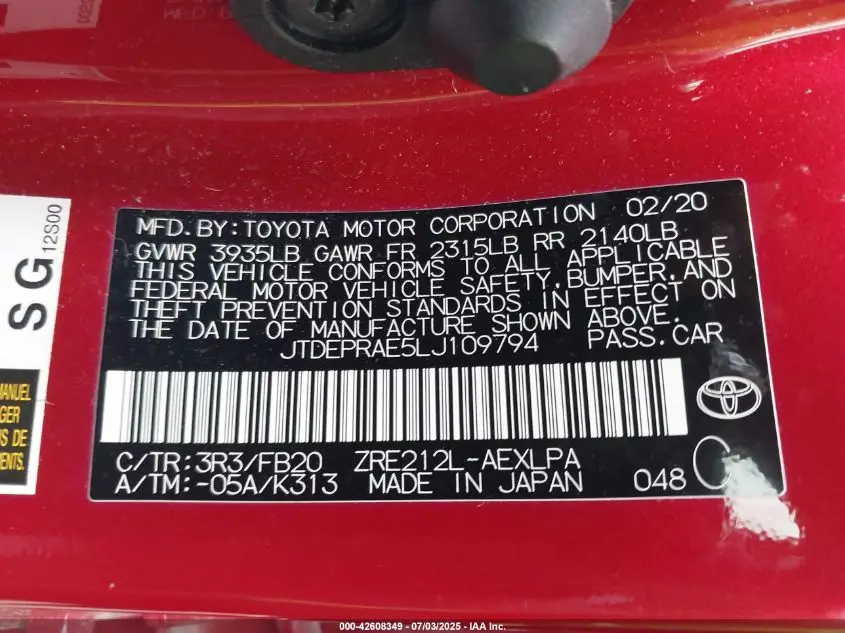 MFD.BY:TOYOTA MOTOR CORPORATION 02/20
GVWR 3935LB GAWR FR 2315LB RR 2140LB
THIS VEHICLE CONFORMS TO ALL APPLICABLE
FEDERAL MOTOR VEHICLE SAFETY,BUMPER,AND
THEFT PREVENTION STANDARDS IN EFFECT ON
THE DATE OF MANUFACTURE SHOWN ABOVE.
JTDEPRAE5LJ109794 PASS.CAR
C/TR:3R3/FB20 ZRE212L-AEXLPA
A/TM:-05A/K313 MADE IN JAPAN 048 C
SG
12S00
MANUEL
GER
US DE
ENTS.
000-42608349 - 07/03/2025 - IAA Inc.